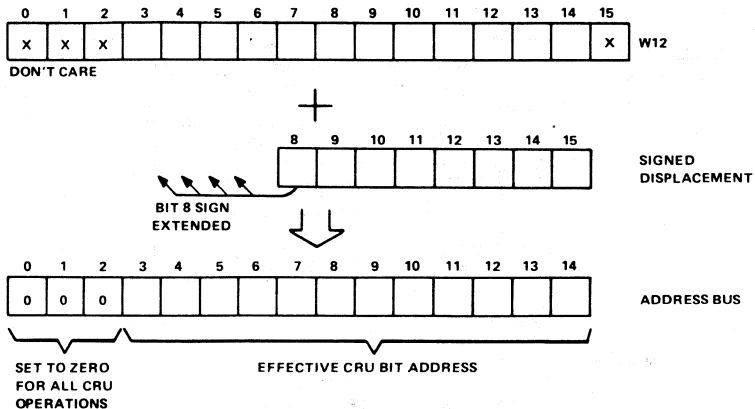 0 1 2 3 4 5 6 7 8 9 10 11 12 13 14 15
X X X X W12
DON'T CARE
+
8 9 10 11 12 13 14 15
SIGNED
DISPLACEMENT
BIT 8 SIGN
EXTENDED
0 1 2 3 4 5 6 7 8 9 10 11 12 13 14
0 0 0 ADDRESS BUS
SET TO ZERO
FOR ALL CRU
OPERATIONS
EFFECTIVE CRU BIT ADDRESS